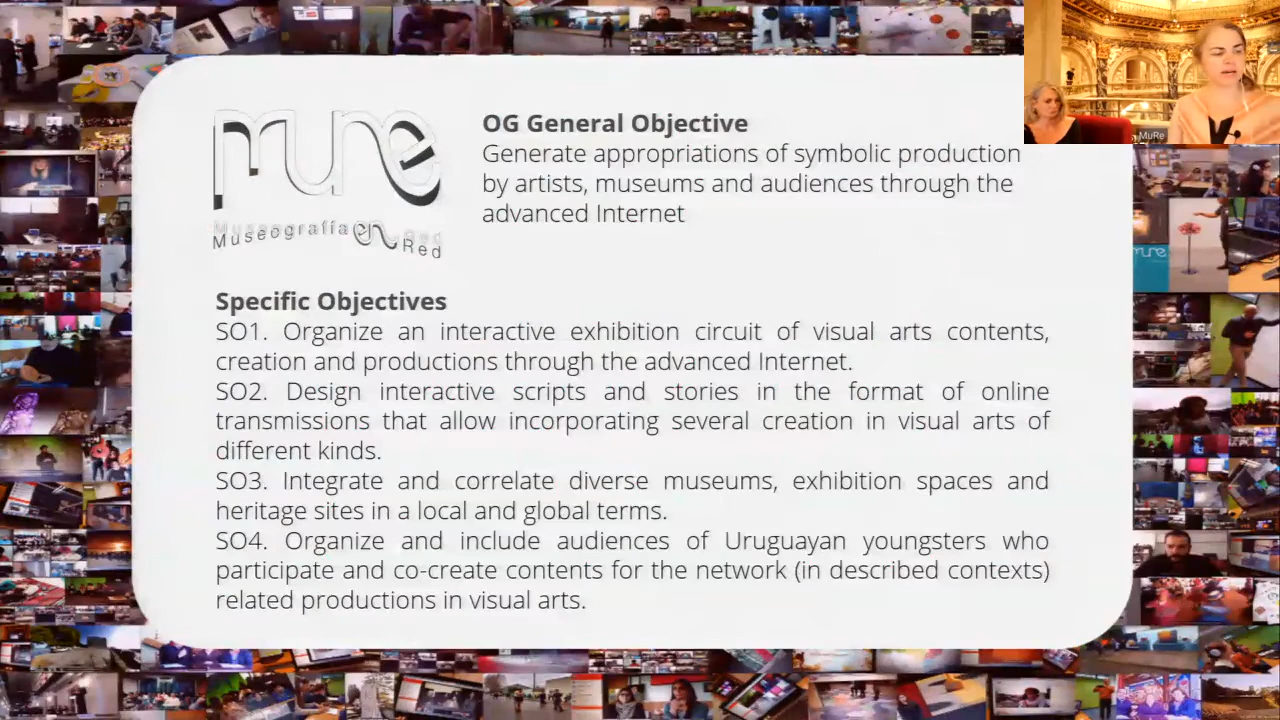 mure
Museografía en Red
OG General Objective
Generate appropriations of symbolic production
by artists, museums and audiences through the
advanced Internet
MuRe
Specific Objectives
SO1. Organize an interactive exhibition circuit of visual arts contents,
creation and productions through the advanced Internet.
SO2. Design interactive scripts and stories in the format of online
transmissions that allow incorporating several creation in visual arts of
different kinds.
SO3. Integrate and correlate diverse museums, exhibition spaces and
heritage sites in a local and global terms.
SO4. Organize and include audiences of Uruguayan youngsters who
participate and co-create contents for the network (in described contexts)
related productions in visual arts.